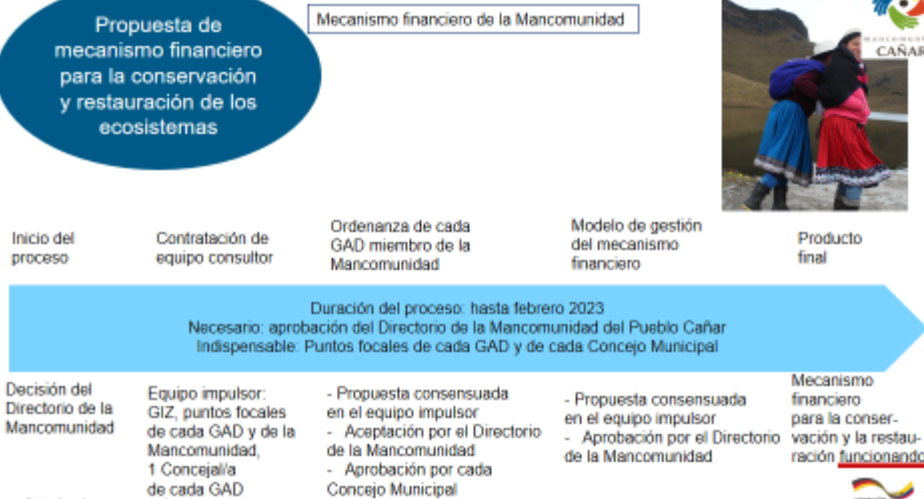 Propuesta de
mecanismo financiero
para la conservación
y restauración de los
ecosistemas
Mecanismo financiero de la Mancomunidad
CAÑAR
Inicio del
proceso
Contratación de
equipo consultor
Ordenanza de cada
GAD miembro de la
Mancomunidad
Modelo de gestión
del mecanismo
financiero
Producto
final
Duración del proceso: hasta febrero 2023
Necesario: aprobación del Directorio de la Mancomunidad del Pueblo Cañar
Indispensable: Puntos focales de cada GAD y de cada Concejo Municipal
Decisión del
Directorio de la
Mancomunidad
Equipo impulsor:
GIZ, puntos focales
de cada GAD y de la
Mancomunidad,
1 Concejal/a
de cada GAD
- Propuesta consensuada
en el equipo impulsor
- Aceptación por el Directorio
de la Mancomunidad
- Aprobación por cada
Concejo Municipal
- Propuesta consensuada
en el equipo impulsor
- Aprobación por el Directorio
de la Mancomunidad
Mecanismo
financiero
para la conser-
vación y la restau-
ración funcionando